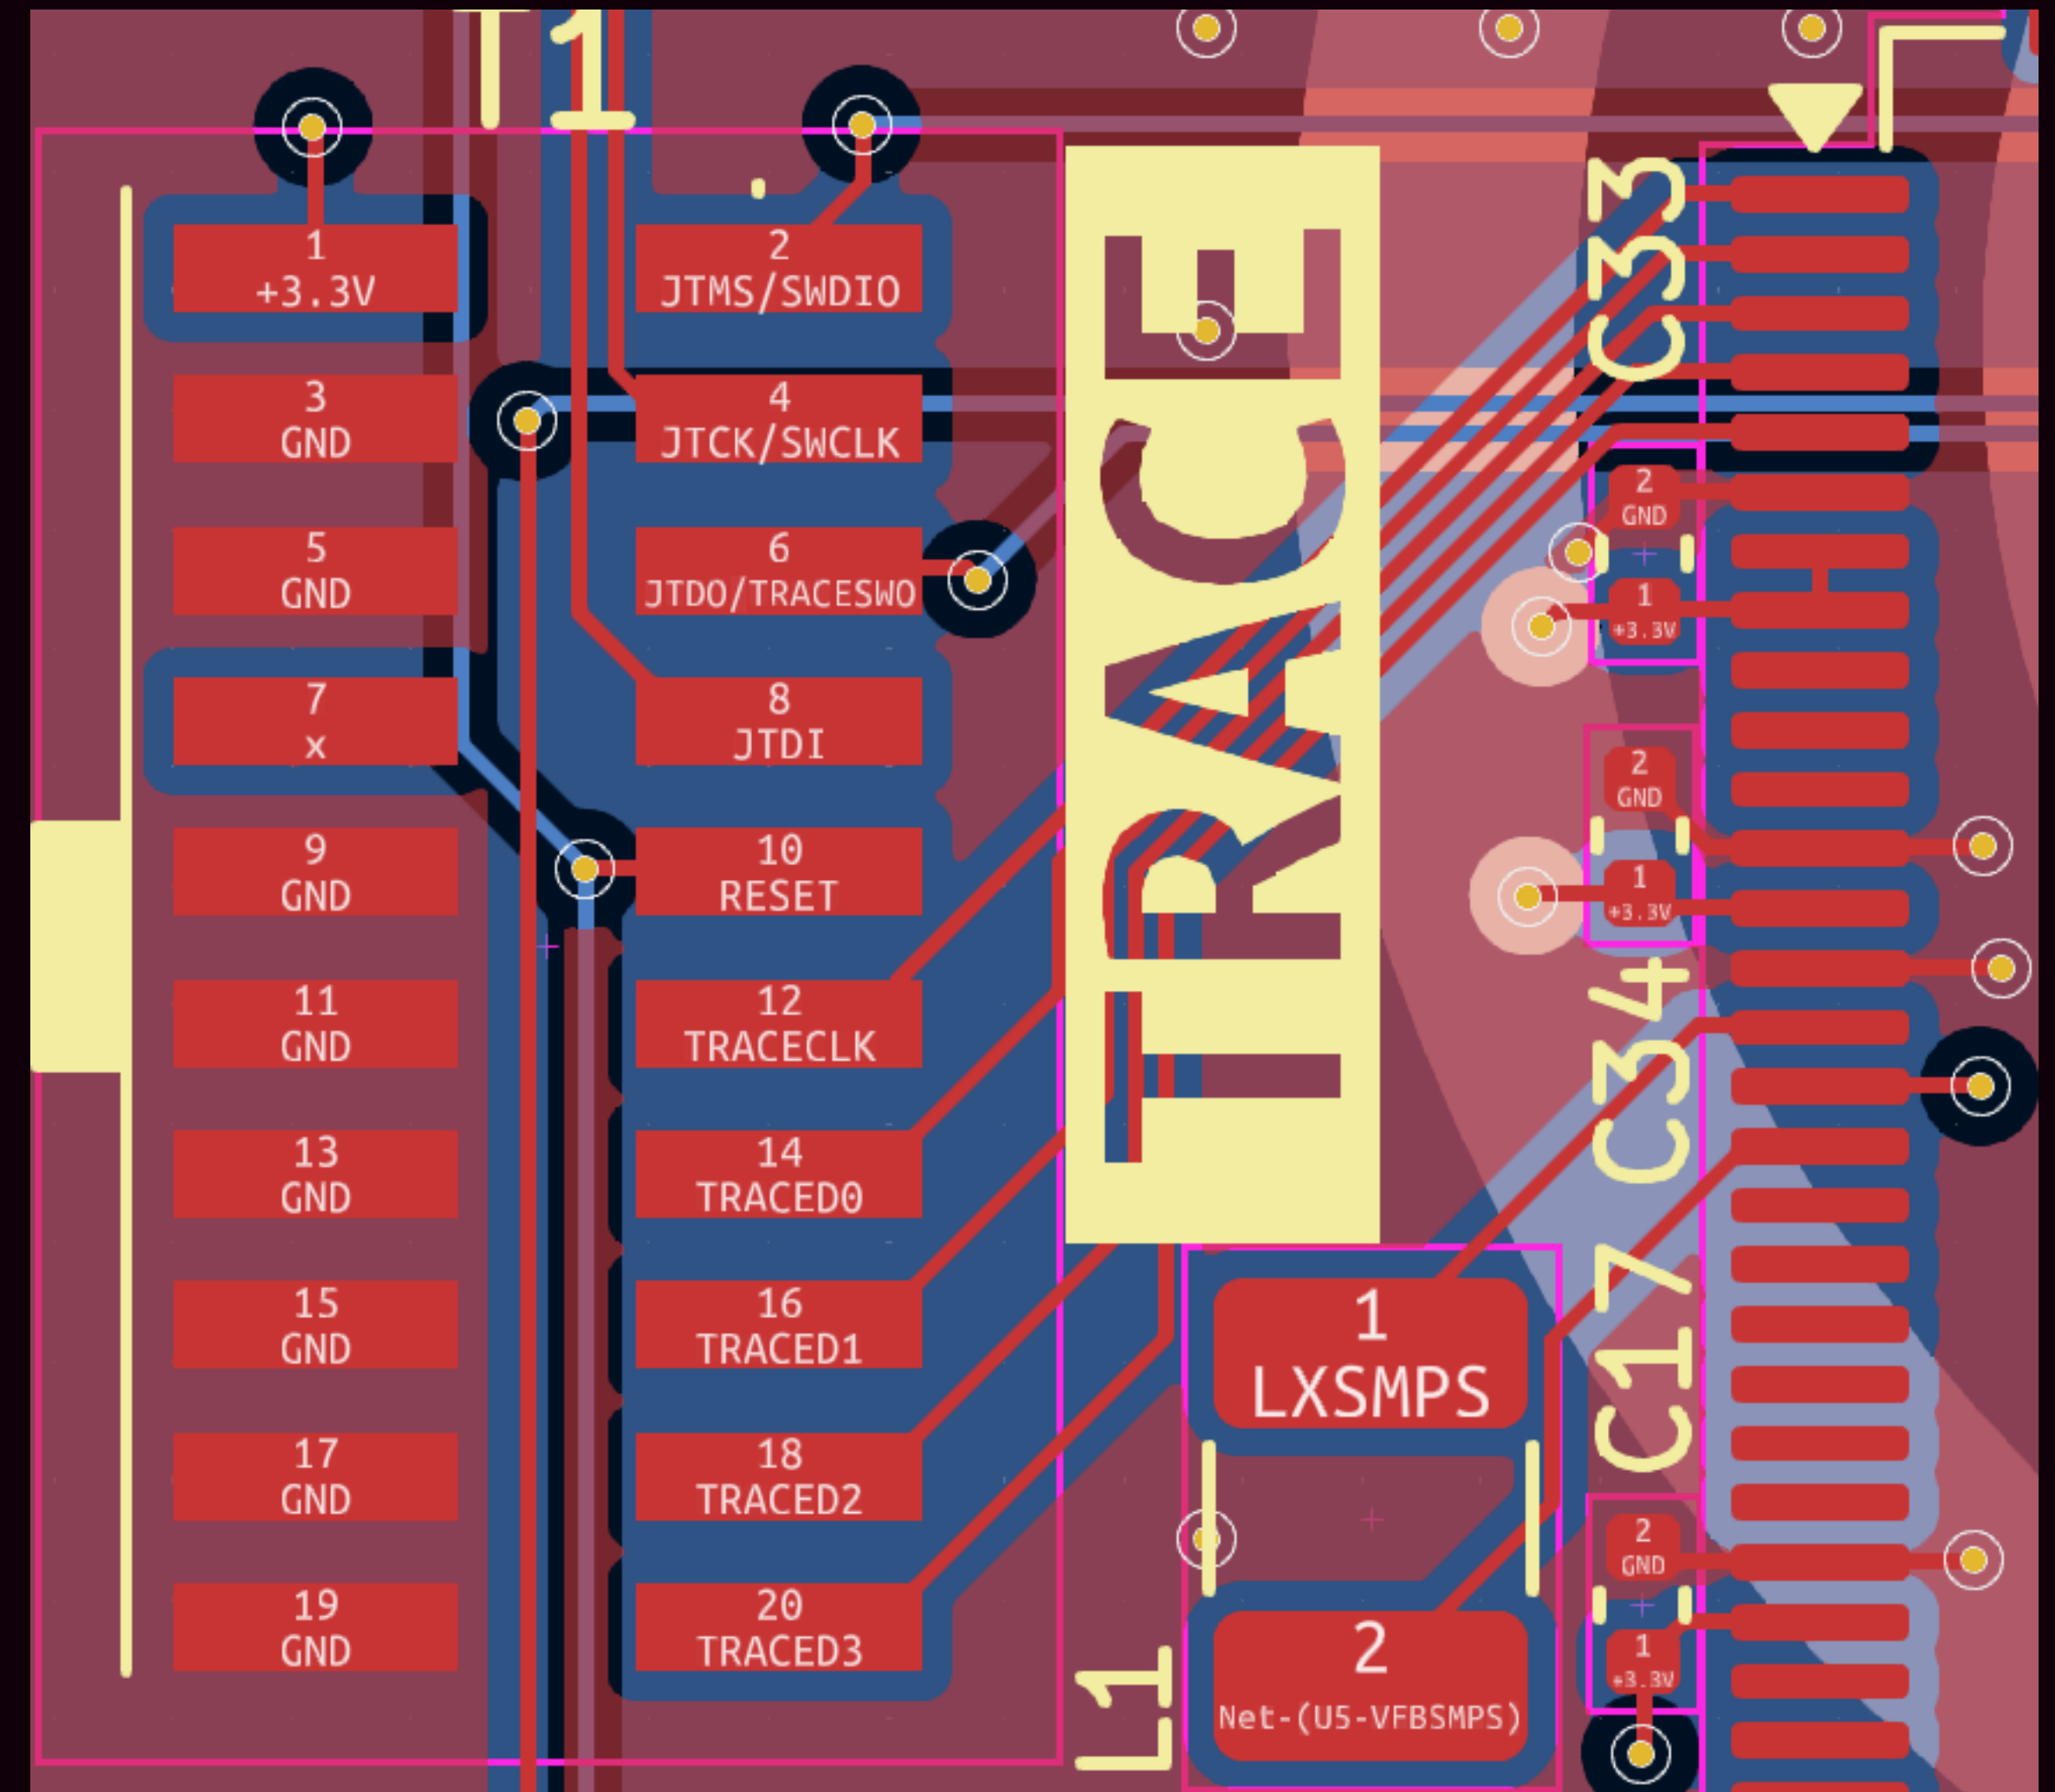 T1
1
+3.3V
2
JTMS/SWDIO
3
GND
4
JTCK/SWCLK
5
GND
6
JTDO/TRACESWO
7
x
8
JTDI
9
GND
10
RESET
11
GND
12
TRACECLK
13
GND
14
TRACED0
15
GND
16
TRACED1
17
GND
18
TRACED2
19
GND
20
TRACED3
TRACE
C33
2
GND
1
+3.3V
2
GND
1
+3.3V
C34
C17
1
LXSMPS
2
Net-(U5-VFBSMPS)
L1
2
GND
1
+3.3V